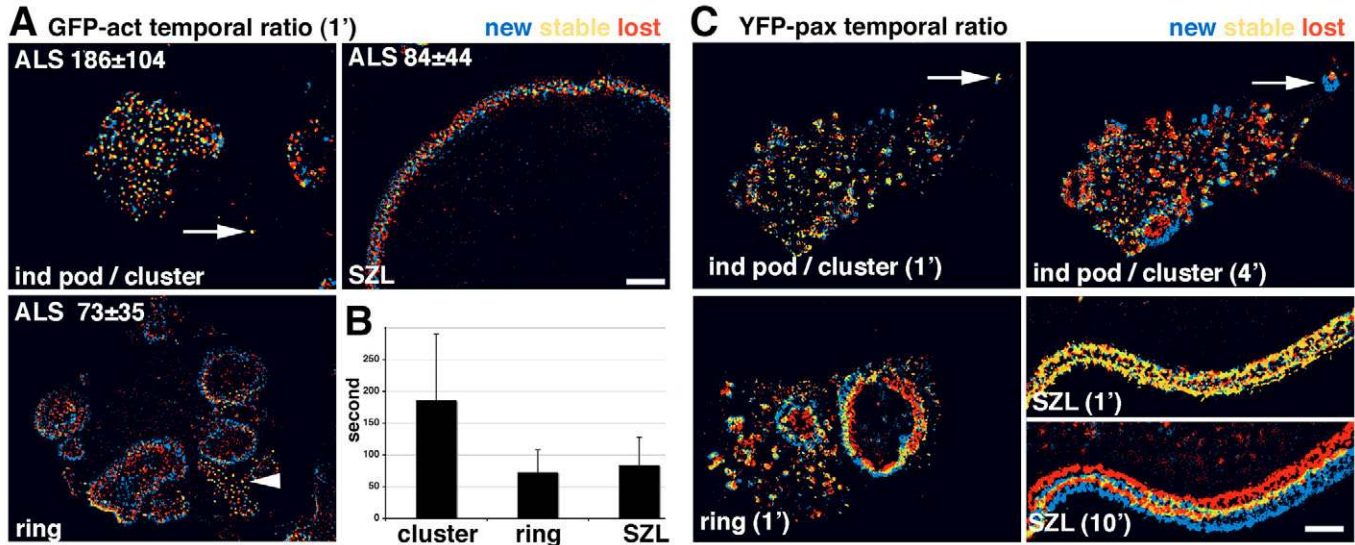 A GFP-act temporal ratio (1') new stable lost
ALS 186±104
ind pod / cluster
ALS 84±44
SZL
ALS 73±35
ring
B
second
250
200
150
100
50
0
cluster ring SZL
C YFP-pax temporal ratio new stable lost
ind pod / cluster (1')
ind pod / cluster (4')
ring (1')
SZL (1')
SZL (10')